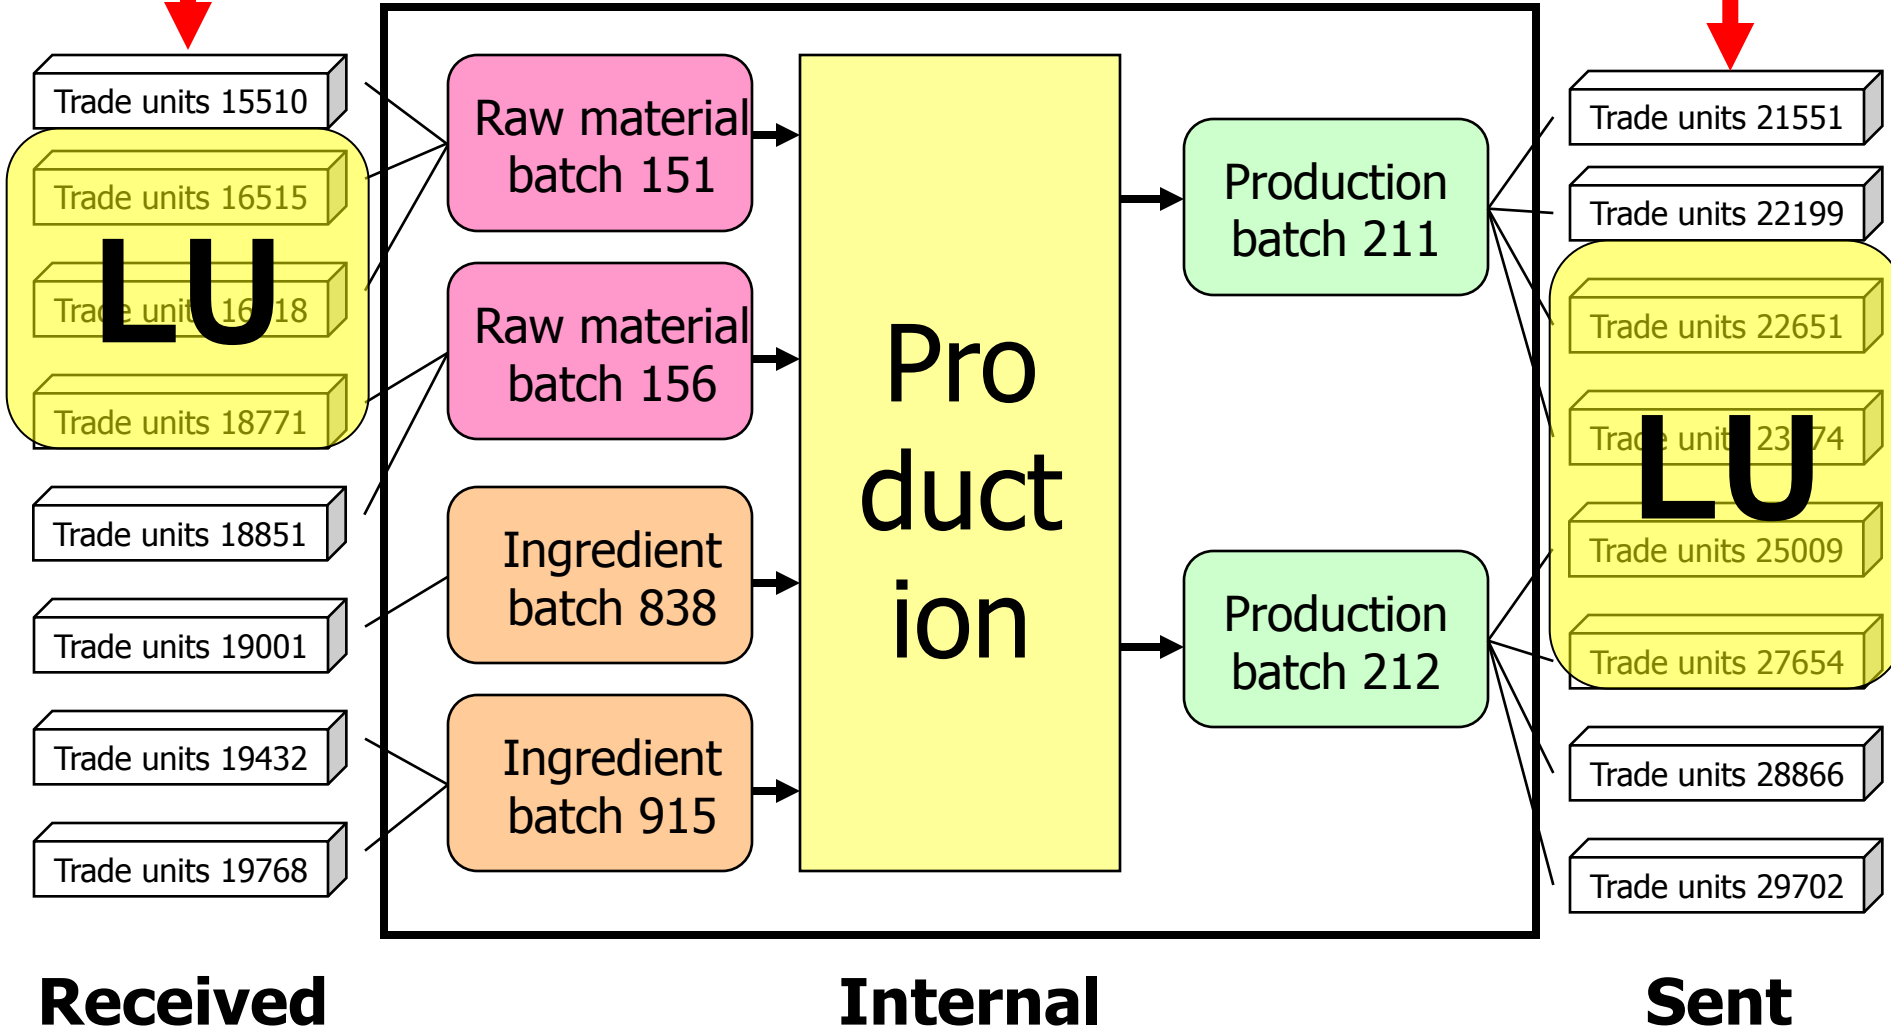 Trade units 15510
Trade units 16515
LU
Trade units 18771
Trade units 18851
Trade units 19001
Trade units 19432
Trade units 19768
Received
Raw material
batch 151
Raw material
batch 156
Ingredient
batch 838
Ingredient
batch 915
Pro
duct
ion
Production
batch 211
Production
batch 212
Internal
Trade units 21551
Trade units 22199
Trade units 22651
LU
Trade units 25009
Trade units 27654
Trade units 28866
Trade units 29702
Sent